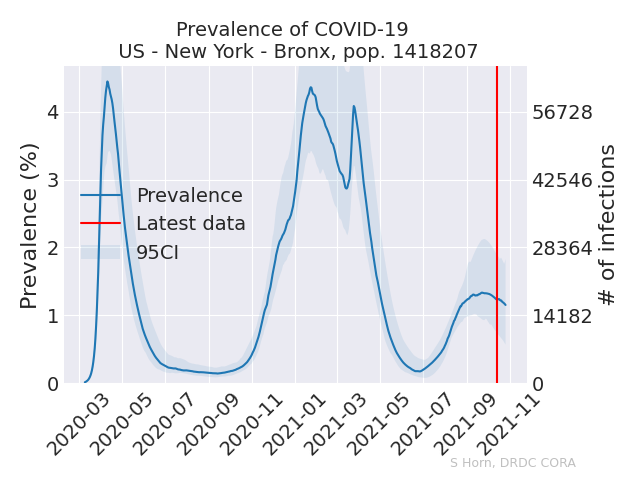 Prevalence of COVID-19
US - New York - Bronx, pop. 1418207
Prevalence (%)
4
3
2
1
0
56728
42546
28364
14182
0
# of infections
Prevalence
Latest data
95CI
2020-03
2020-05
2020-07
2020-09
2020-11
2021-01
2021-03
2021-05
2021-07
2021-09
2021-11
S Horn, DRDC CORA